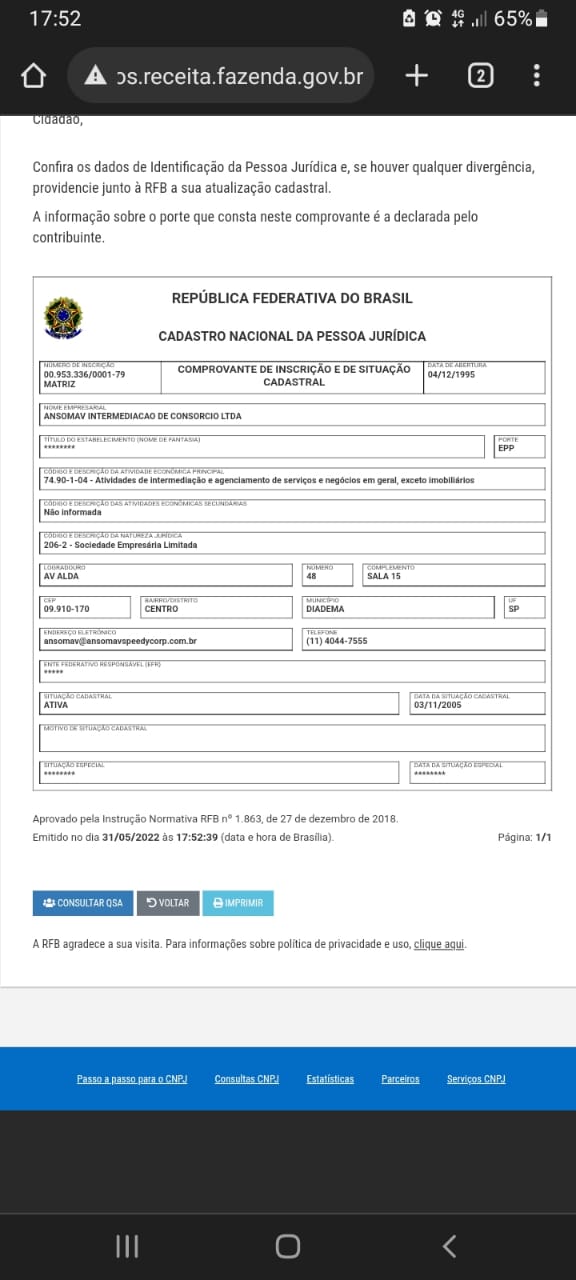 17:52
4G
65%
os.receita.fazenda.gov.br
2
Cidadão,
Confira os dados de Identificação da Pessoa Jurídica e, se houver qualquer divergência,
providencie junto à RFB a sua atualização cadastral.
A informação sobre o porte que consta neste comprovante é a declarada pelo
contribuinte.
REPÚBLICA FEDERATIVA DO BRASIL
CADASTRO NACIONAL DA PESSOA JURÍDICA
NÚMERO DE INSCRIÇÃO
00.953.336/0001-79
MATRIZ
COMPROVANTE DE INSCRIÇÃO E DE SITUAÇÃO
CADASTRAL
DATA DE ABERTURA
04/12/1995
NOME EMPRESARIAL
ANSOMAV INTERMEDIACAO DE CONSORCIO LTDA
TÍTULO DO ESTABELECIMENTO (NOME DE FANTASIA)
********
PORTE
EPP
CÓDIGO E DESCRIÇÃO DA ATIVIDADE ECONÔMICA PRINCIPAL
74.90-1-04 - Atividades de intermediação e agenciamento de serviços e negócios em geral, exceto imobiliários
CÓDIGO E DESCRIÇÃO DAS ATIVIDADES ECONÔMICAS SECUNDÁRIAS
Não informada
CÓDIGO E DESCRIÇÃO DA NATUREZA JURÍDICA
206-2 - Sociedade Empresária Limitada
LOGRADOURO
AV ALDA
NÚMERO
48
COMPLEMENTO
SALA 15
CEP
09.910-170
BAIRRO/DISTRITO
CENTRO
MUNICÍPIO
DIADEMA
UF
SP
ENDEREÇO ELETRÔNICO
ansomav@ansomavspeedycorp.com.br
TELEFONE
(11) 4044-7555
ENTE FEDERATIVO RESPONSÁVEL (EFR)
*****
SITUAÇÃO CADASTRAL
ATIVA
DATA DA SITUAÇÃO CADASTRAL
03/11/2005
MOTIVO DE SITUAÇÃO CADASTRAL
SITUAÇÃO ESPECIAL
********
DATA DA SITUAÇÃO ESPECIAL
********
Aprovado pela Instrução Normativa RFB nº 1.863, de 27 de dezembro de 2018.
Emitido no dia 31/05/2022 às 17:52:39 (data e hora de Brasília).
Página: 1/1
CONSULTAR QSA
VOLTAR
IMPRIMIR
A RFB agradece a sua visita. Para informações sobre política de privacidade e uso, clique aqui.
Passo a passo para o CNPJ
Consultas CNPJ
Estatísticas
Parceiros
Serviços CNPJ